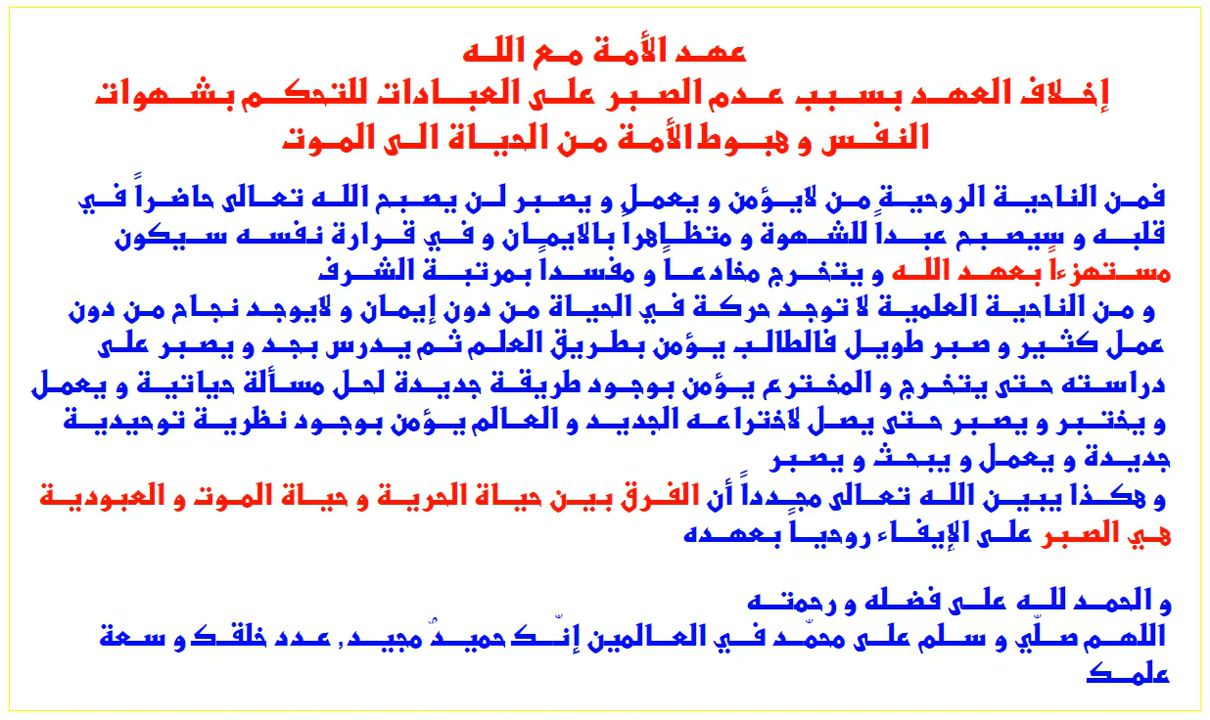 عهد الأمة مع الله
إخلاف العهد بسبب عدم الصبر على العبادات للتحكم بشهوات
النفس و هبوط الأمة من الحياة الى الموت
فمن الناحية الروحية من لايؤمن و يعمل و يصبر لن يصبح الله تعالى حاضراً في
قلبه و سيصبح عبداً للشهوة و متظاهراً بالايمان و في قرارة نفسه سيكون
مستهزءاً بعهد الله و يتخرج مخادعاً و مفسداً بمرتبة الشرف
و من الناحية العلمية لا توجد حركة في الحياة من دون إيمان و لايوجد نجاح من دون
عمل كثير و صبر طويل فالطالب يؤمن بطريق العلم ثم يدرس بجد و يصبر على
دراسته حتى يتخرج و المخترع يؤمن بوجود طريقة جديدة لحل مسألة حياتية و يعمل
و يختبر و يصبر حتى يصل لاختراعه الجديد و العالم يؤمن بوجود نظرية توحيدية
جديدة و يعمل و يبحث و يصبر
و هكذا يبين الله تعالى مجدداً أن الفرق بين حياة الحرية و حياة الموت و العبودية
هي الصبر على الإيفاء روحياً بعهده
و الحمد لله على فضله و رحمته
اللهم صلّي و سلم على محمّد في العالمين إنّك حميدٌ مجيد, عدد خلقك و سعة
علمك